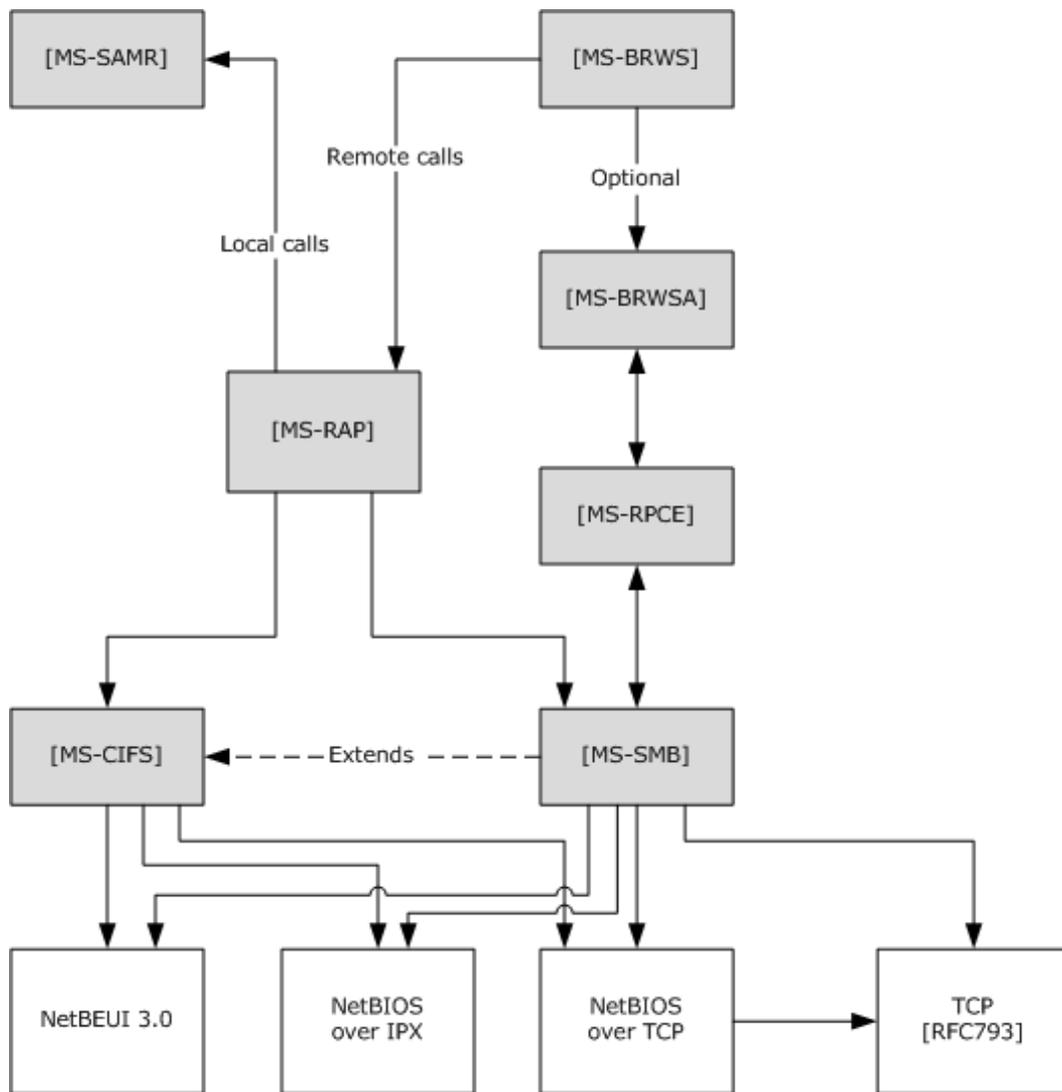 [MS-SAMR]
[MS-BRWS]
Remote calls
Optional
Local calls
[MS-BRWSA]
[MS-RAP]
[MS-RPCE]
[MS-CIFS]
Extends
[MS-SMB]
NetBEUI 3.0
NetBIOS
over IPX
NetBIOS
over TCP
TCP
[RFC793]